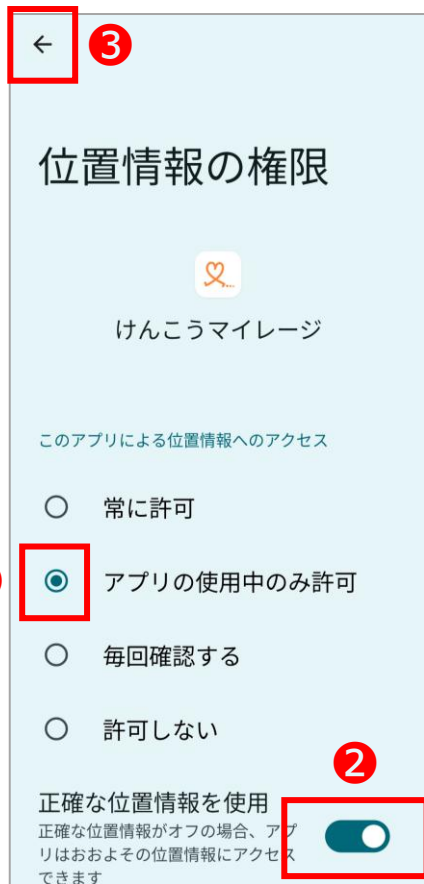 ← ❸
位置情報の権限
けんこうマイレージ
このアプリによる位置情報へのアクセス
常に許可
アプリの使用中のみ許可
毎回確認する
許可しない
❷
正確な位置情報を使用
正確な位置情報がオフの場合、アプ
リはおおよその位置情報にアクセス
できます